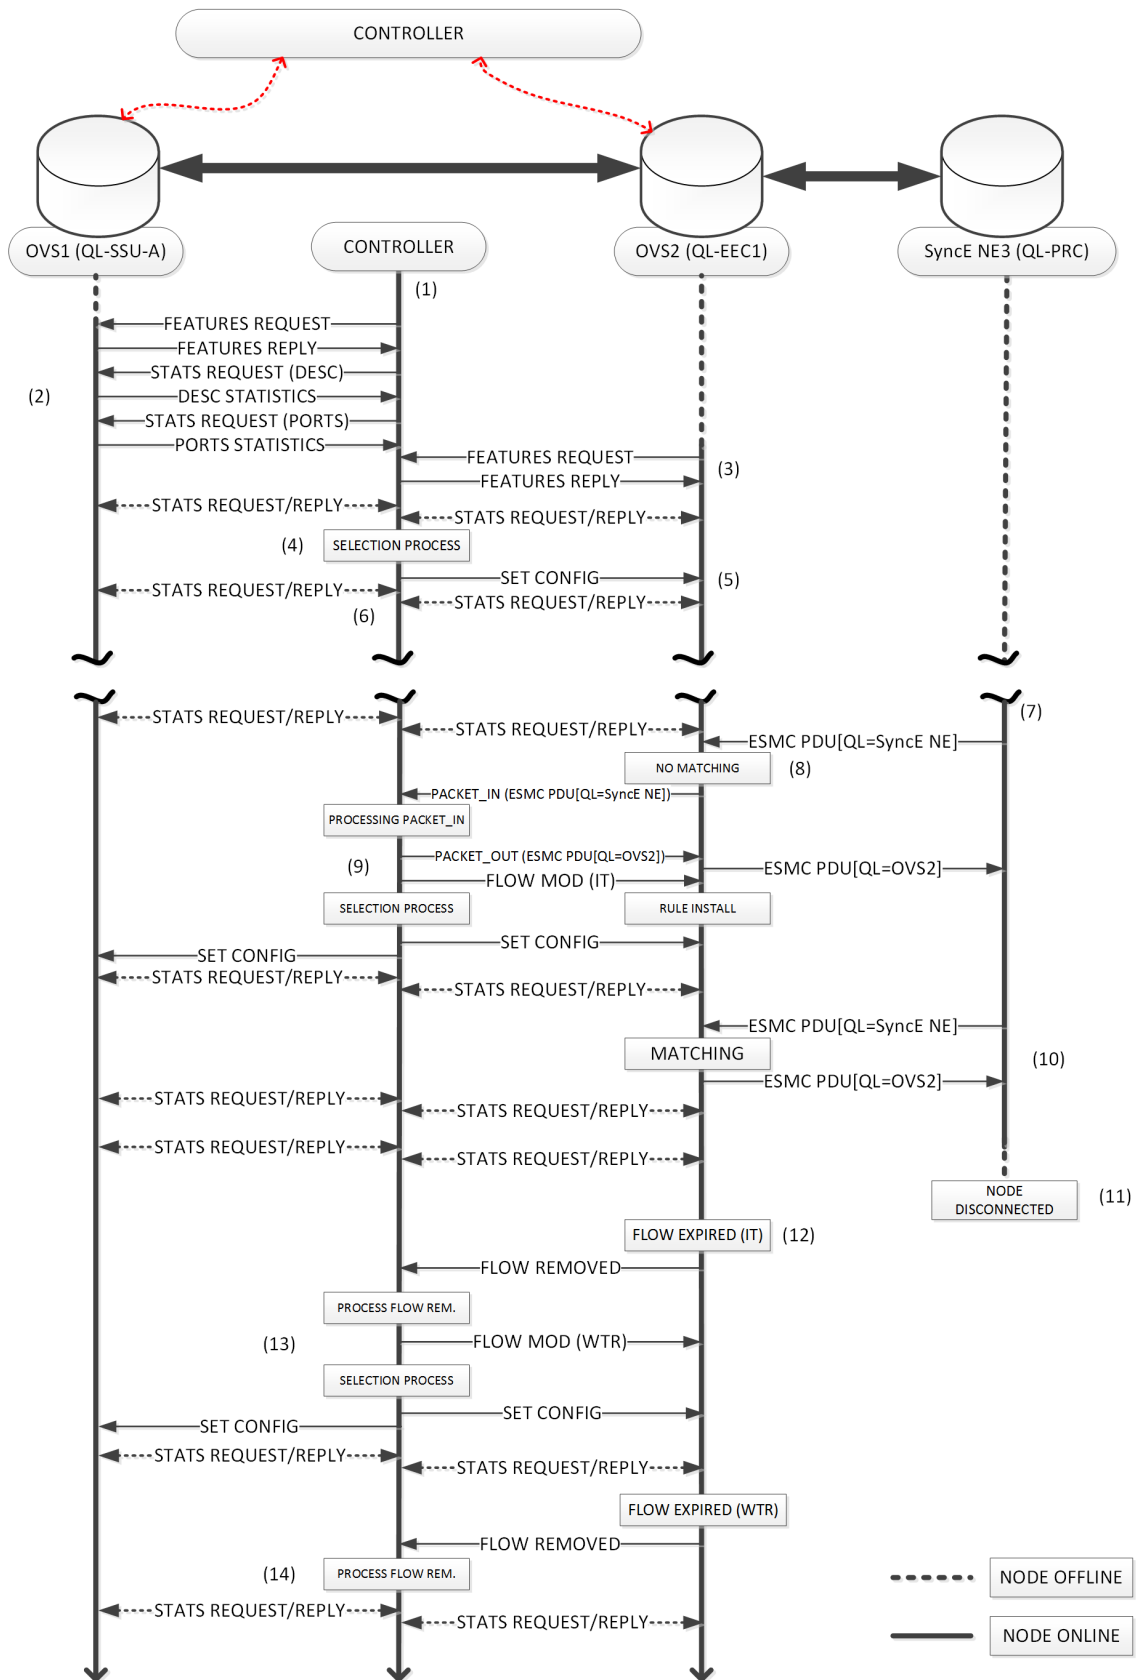 CONTROLLER
OVS1 (QL-SSU-A)
CONTROLLER
OVS2 (QL-EEC1)
SyncE NE3 (QL-PRC)
(1)
FEATURES REQUEST
FEATURES REPLY
STATS REQUEST (DESC)
(2)
DESC STATISTICS
STATS REQUEST (PORTS)
PORTS STATISTICS
FEATURES REQUEST
(3)
FEATURES REPLY
STATS REQUEST/REPLY
STATS REQUEST/REPLY
(4)
SELECTION PROCESS
SET CONFIG
(5)
STATS REQUEST/REPLY
STATS REQUEST/REPLY
(6)
(7)
STATS REQUEST/REPLY
STATS REQUEST/REPLY
ESMC PDU[QL=SyncE NE]
NO MATCHING
(8)
PACKET_IN (ESMC PDU[QL=SyncE NE])
PROCESSING PACKET_IN
PACKET_OUT (ESMC PDU[QL=OVS2])
(9)
ESMC PDU[QL=OVS2]
FLOW MOD (IT)
SELECTION PROCESS
RULE INSTALL
SET CONFIG
SET CONFIG
STATS REQUEST/REPLY
STATS REQUEST/REPLY
ESMC PDU[QL=SyncE NE]
MATCHING
(10)
ESMC PDU[QL=OVS2]
STATS REQUEST/REPLY
STATS REQUEST/REPLY
STATS REQUEST/REPLY
STATS REQUEST/REPLY
NODE
DISCONNECTED
(11)
FLOW EXPIRED (IT)
(12)
FLOW REMOVED
PROCESS FLOW REM.
(13)
FLOW MOD (WTR)
SELECTION PROCESS
SET CONFIG
SET CONFIG
STATS REQUEST/REPLY
STATS REQUEST/REPLY
FLOW EXPIRED (WTR)
FLOW REMOVED
(14)
PROCESS FLOW REM.
NODE OFFLINE
STATS REQUEST/REPLY
STATS REQUEST/REPLY
NODE ONLINE